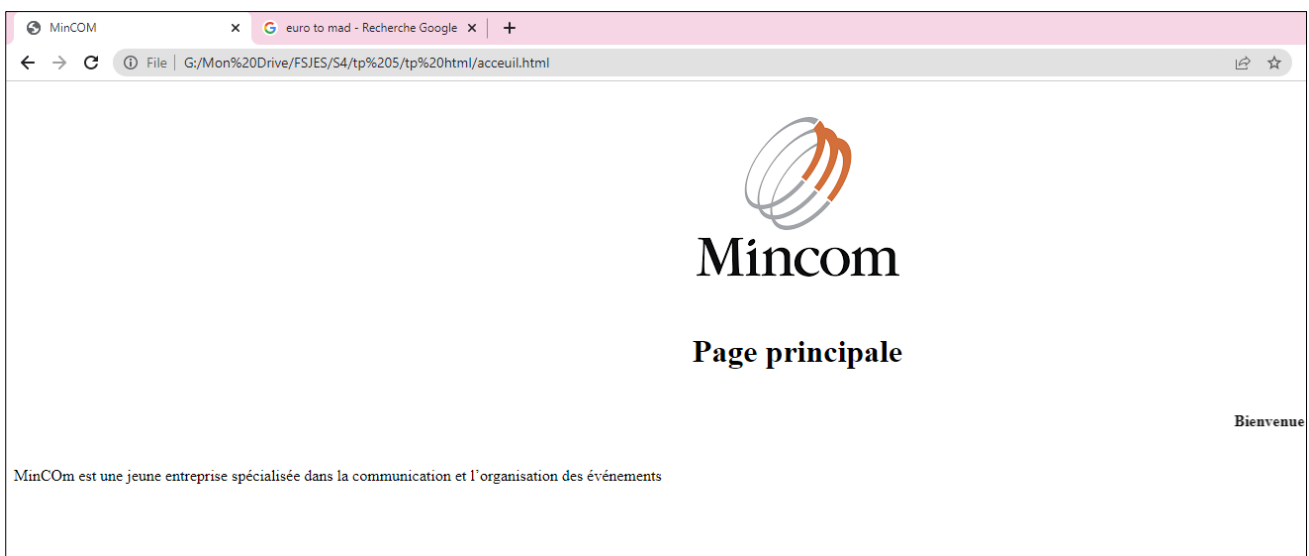 MinCOM
euro to mad - Recherche Google
File | G:/Mon%20Drive/FSJES/S4/tp%205/tp%20html/acceuil.html
Mincom
Page principale
Bienvenue
MinCOm est une jeune entreprise spécialisée dans la communication et l’organisation des événements